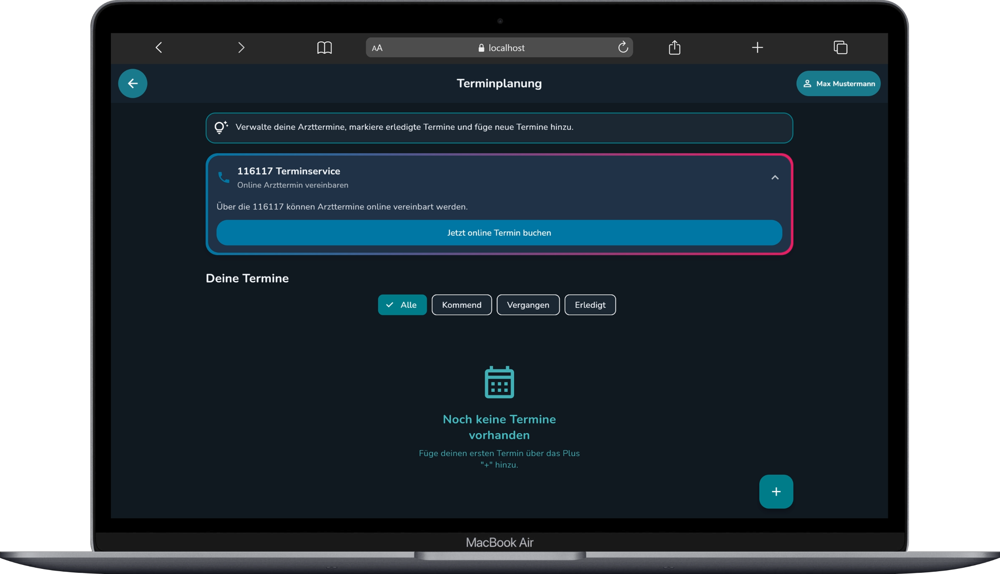 AA
localhost
Terminplanung
Max Mustermann
Verwalte deine Arzttermine, markiere erledigte Termine und füge neue Termine hinzu.
116117 Terminservice
Online Arzttermin vereinbaren
Über die 116117 können Arzttermine online vereinbart werden.
Jetzt online Termin buchen
Deine Termine
Alle
Kommend
Vergangen
Erledigt
Noch keine Termine
vorhanden
Füge deinen ersten Termin über das Plus
"+" hinzu.
MacBook Air